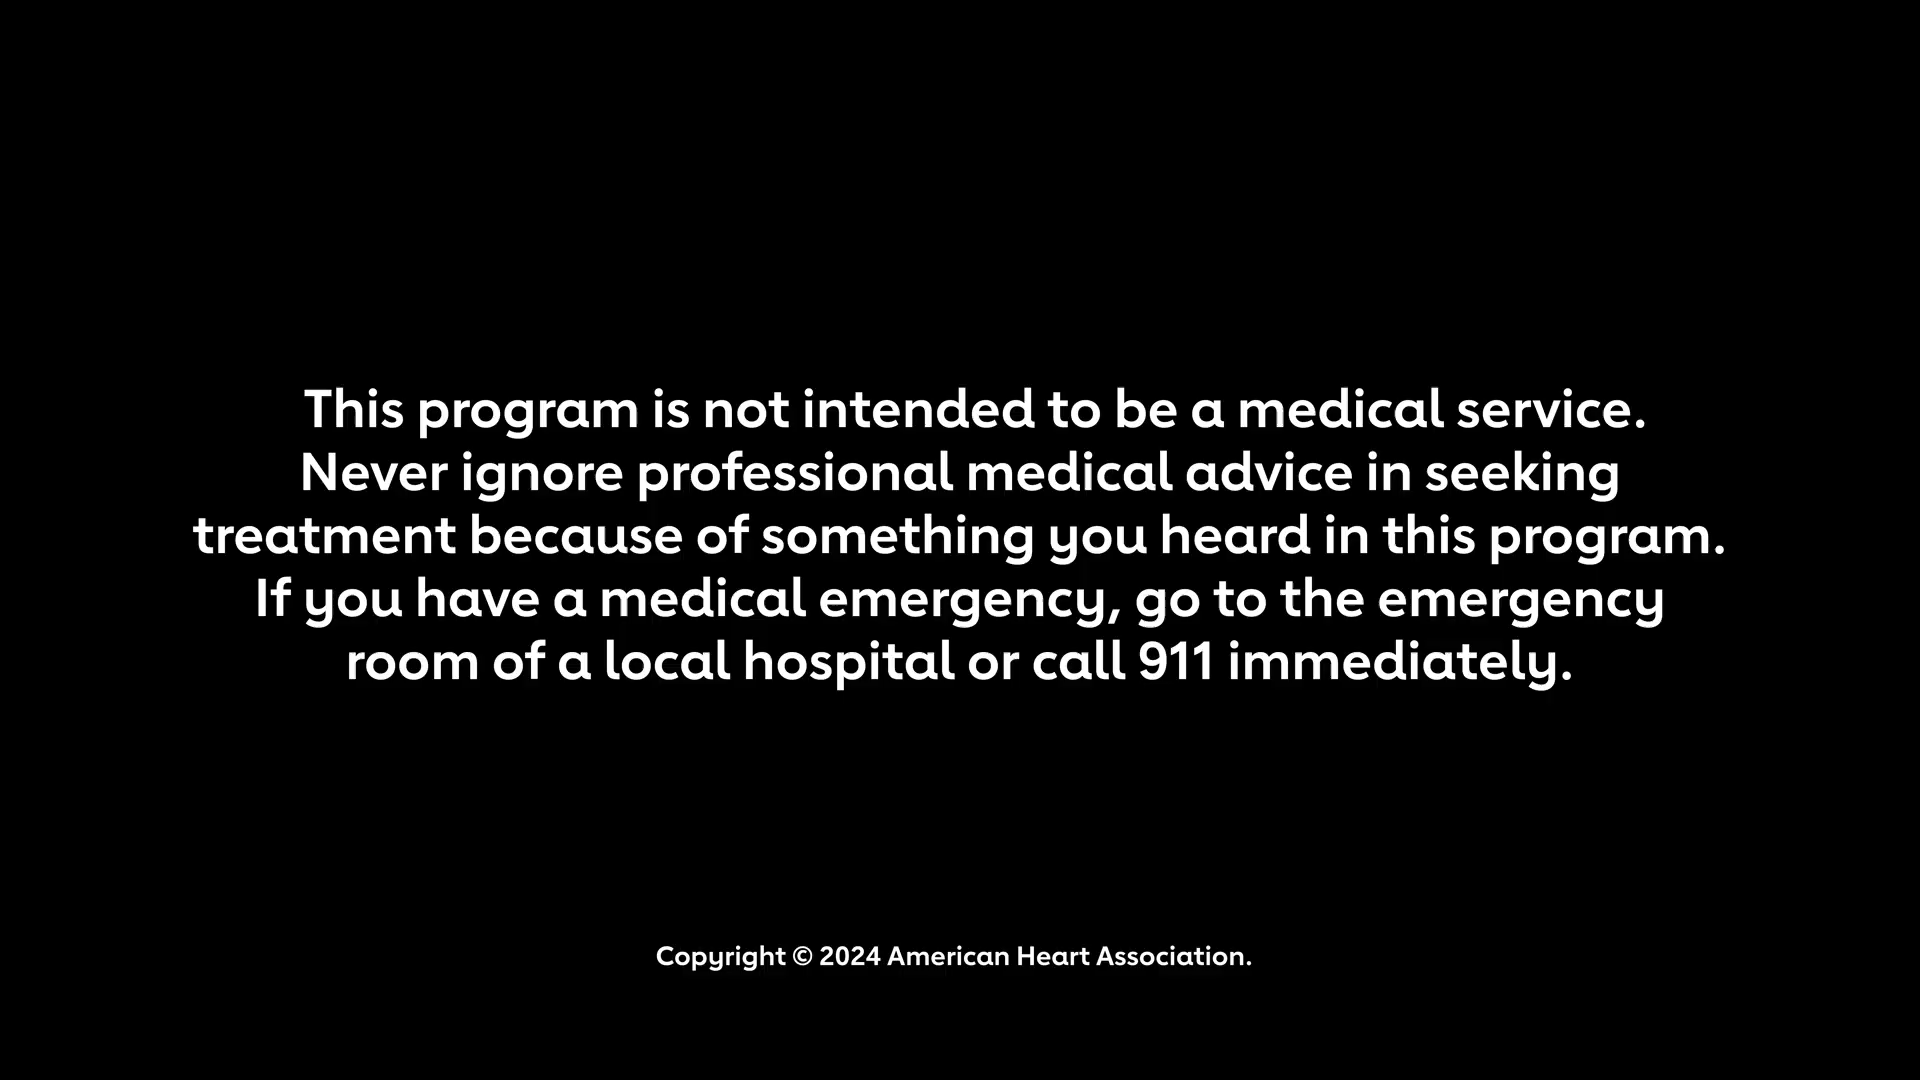 This program is not intended to be a medical service.
Never ignore professional medical advice in seeking
treatment because of something you heard in this program.
If you have a medical emergency, go to the emergency
room of a local hospital or call 911 immediately.
Copyright © 2024 American Heart Association.